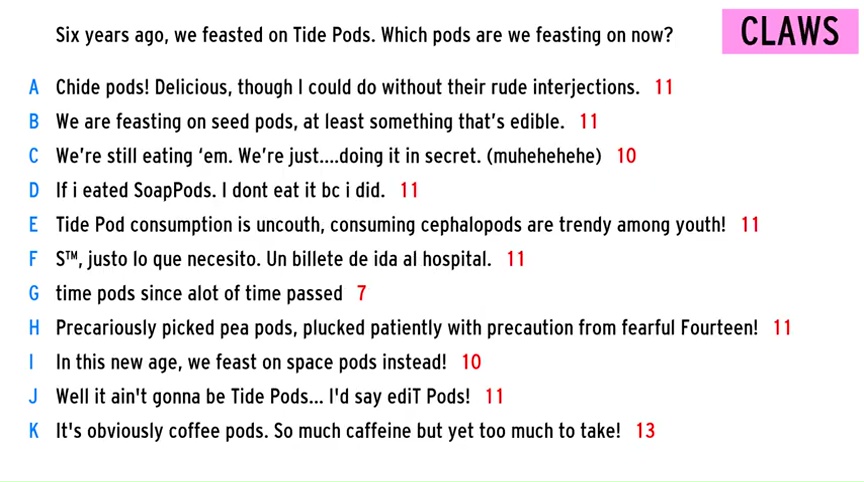 Six years ago, we feasted on Tide Pods. Which pods are we feasting on now?
CLAWS
A Chide pods! Delicious, though I could do without their rude interjections. 11
B We are feasting on seed pods, at least something that's edible. 11
C We're still eating ‘em. We're just....doing it in secret. (muhehehehe) 10
D If i eated SoapPods. I dont eat it bc i did. 11
E Tide Pod consumption is uncouth, consuming cephalopods are trendy among youth! 11
F S™, justo lo que necesito. Un billete de ida al hospital. 11
G time pods since alot of time passed 7
H Precariously picked pea pods, plucked patiently with precaution from fearful Fourteen! 11
I In this new age, we feast on space pods instead! 10
J Well it ain't gonna be Tide Pods... I'd say ediT Pods! 11
K It's obviously coffee pods. So much caffeine but yet too much to take! 13